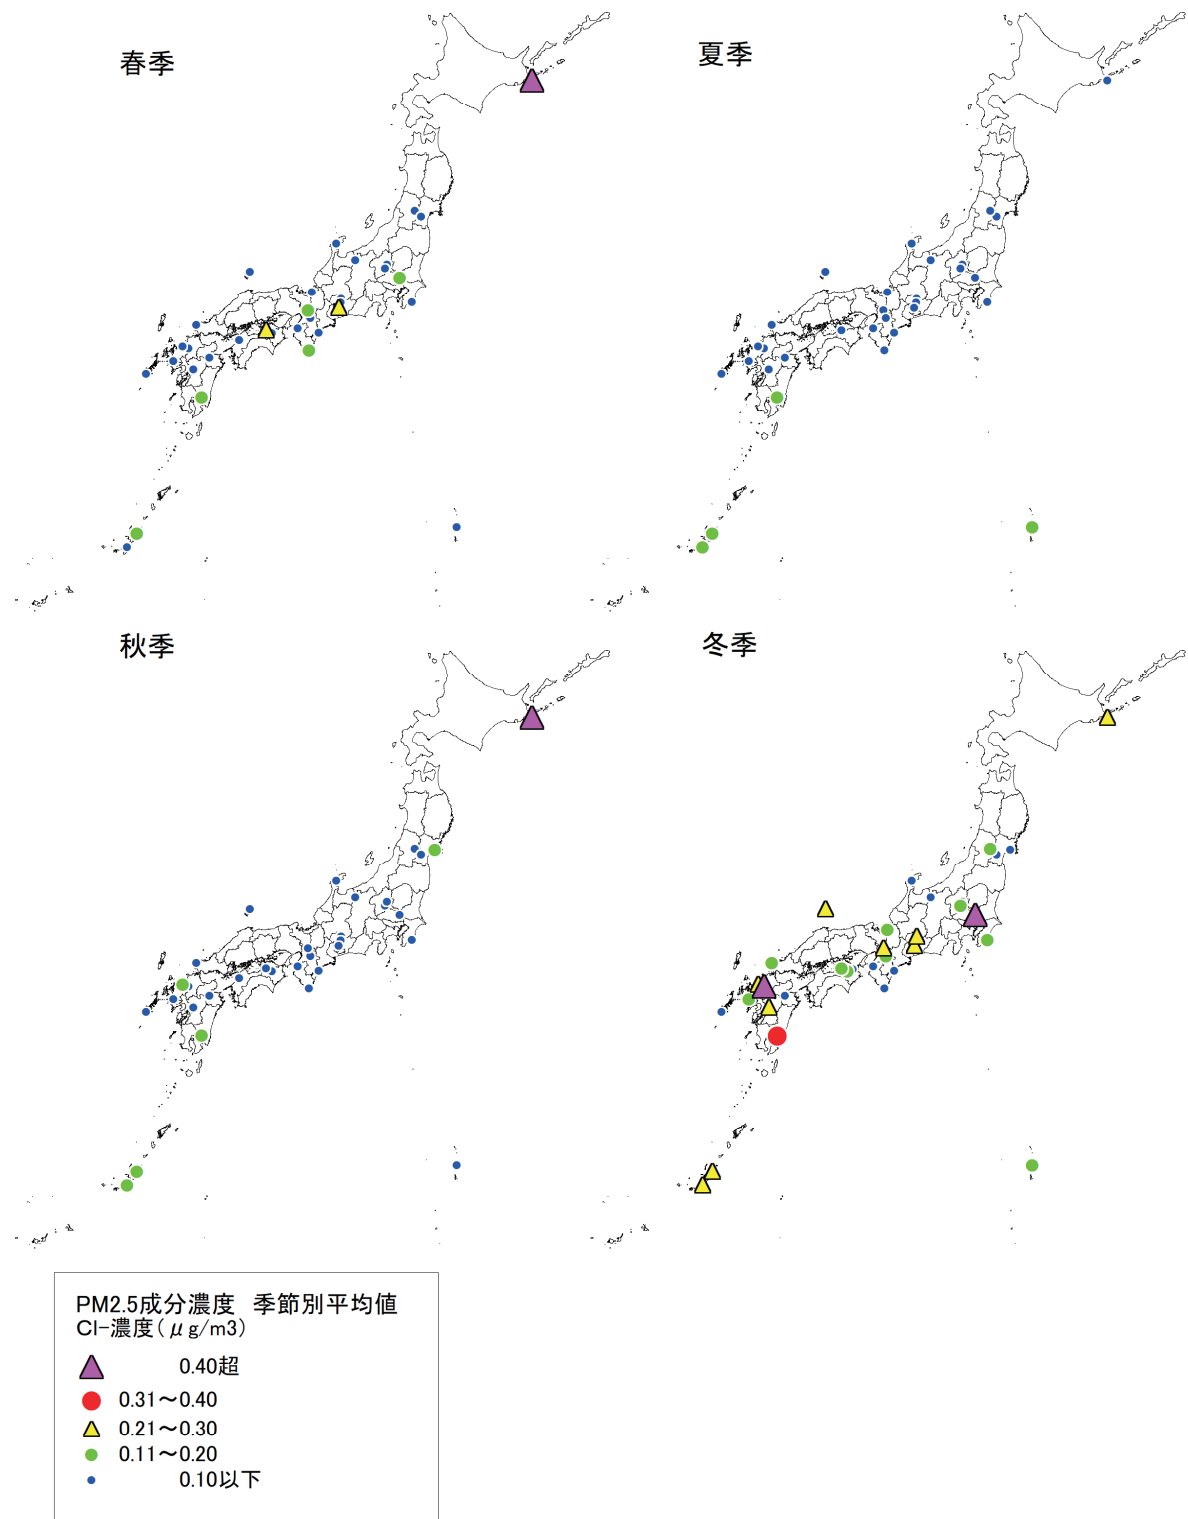 春季
夏季
秋季
冬季
PM2.5成分濃度　季節別平均値
Cl-濃度(μg/m3)
0.40超
0.31～0.40
0.21～0.30
0.11～0.20
0.10以下